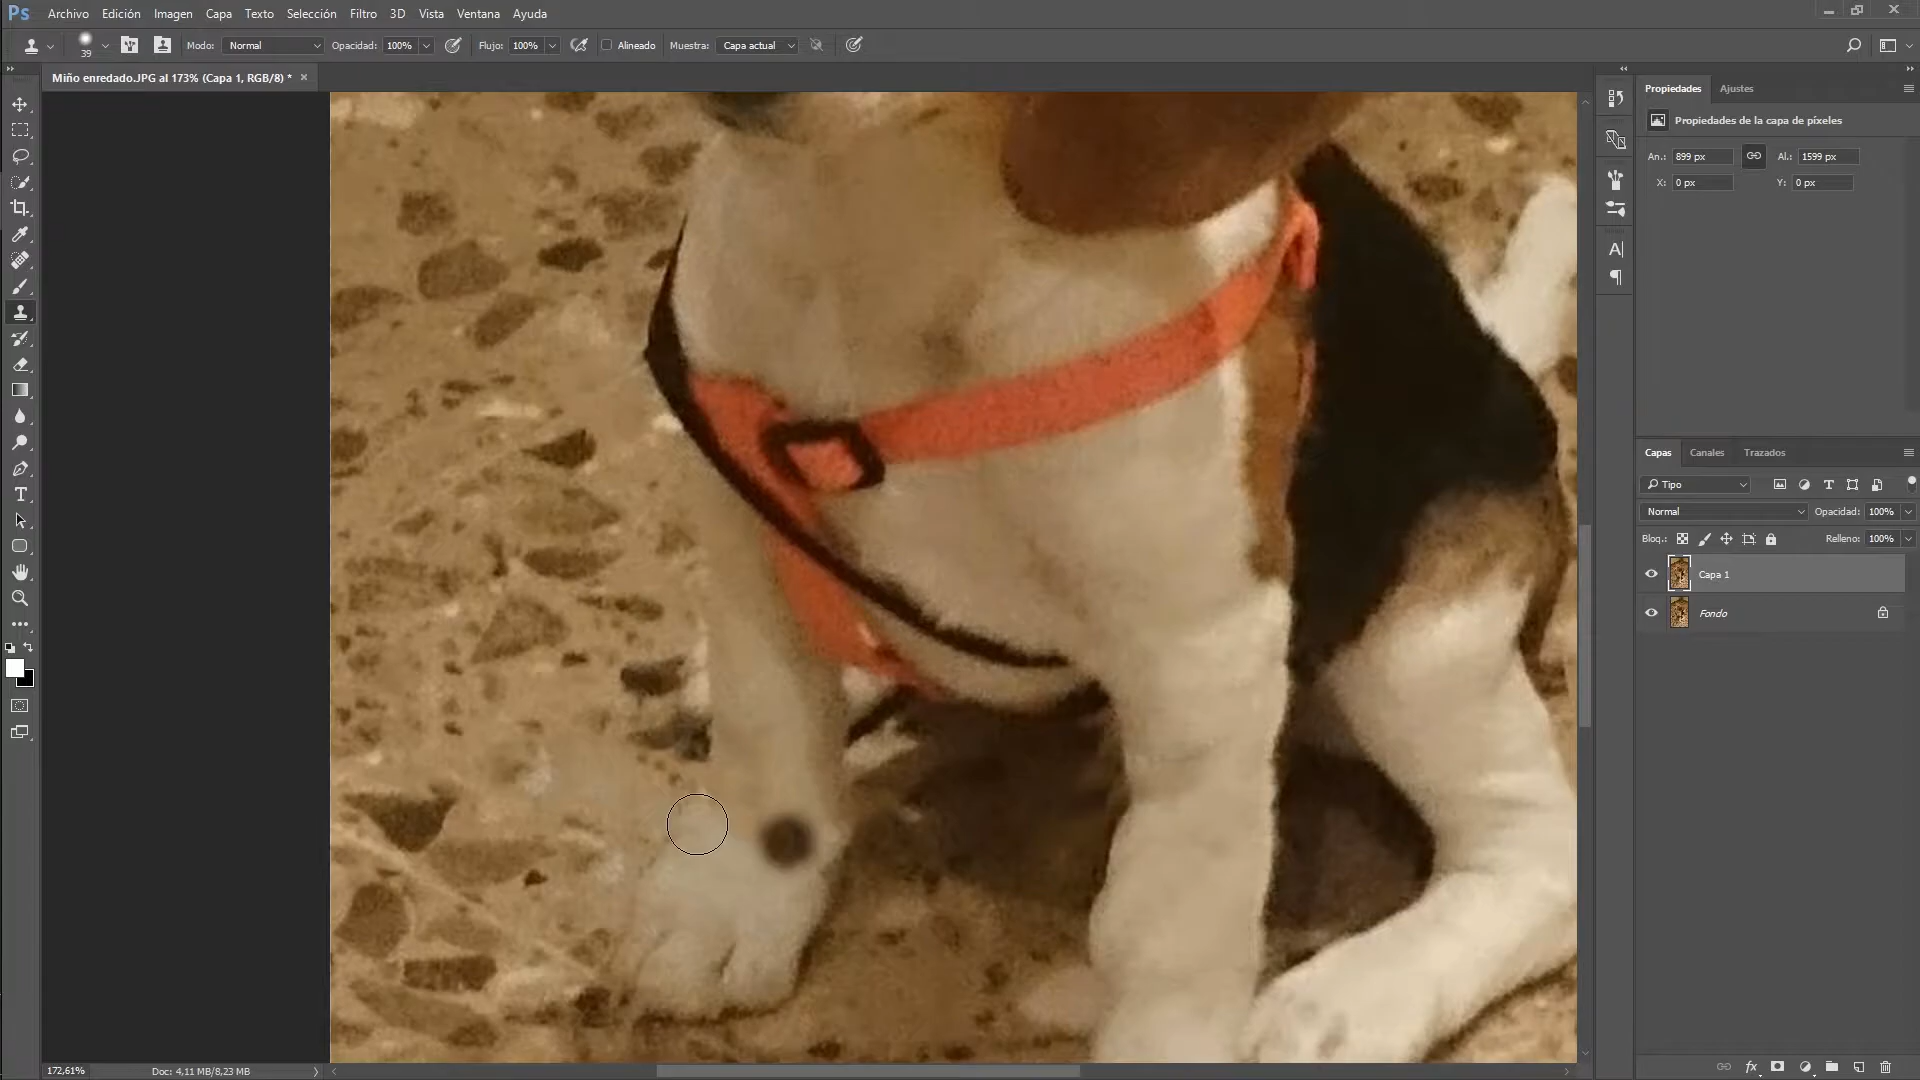 Ps Archivo Edición Imagen Capa Texto Selección Filtro 3D Vista Ventana Ayuda
39 Modo: Normal Opacidad: 100% Flujo: 100% Alineado Muestra: Capa actual
Miño enredado.JPG al 173% (Capa 1, RGB/8) * ×
Propiedades Ajustes
Propiedades de la capa de píxeles
An.: 899 px Al.: 1599 px
X: 0 px Y: 0 px
Capas Canales Trazados
Tipo
Normal Opacidad: 100%
Bloq.: Relleno: 100%
Capa 1
Fondo
172,61% Doc: 4,11 MB/8,23 MB